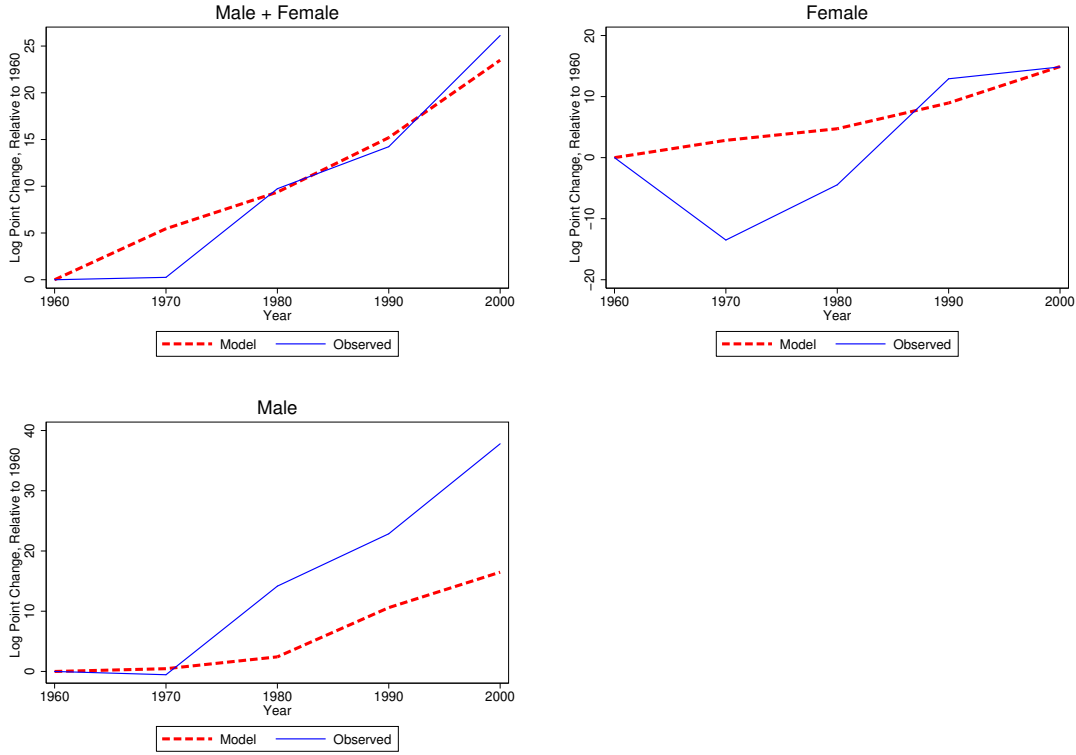 Male + Female
Log Point Change, Relative to 1960
25
20
15
10
5
0
1960 1970 1980 1990 2000
Year
Model Observed
Female
Log Point Change, Relative to 1960
20
10
0
−10
−20
1960 1970 1980 1990 2000
Year
Model Observed
Male
Log Point Change, Relative to 1960
40
30
20
10
0
1960 1970 1980 1990 2000
Year
Model Observed